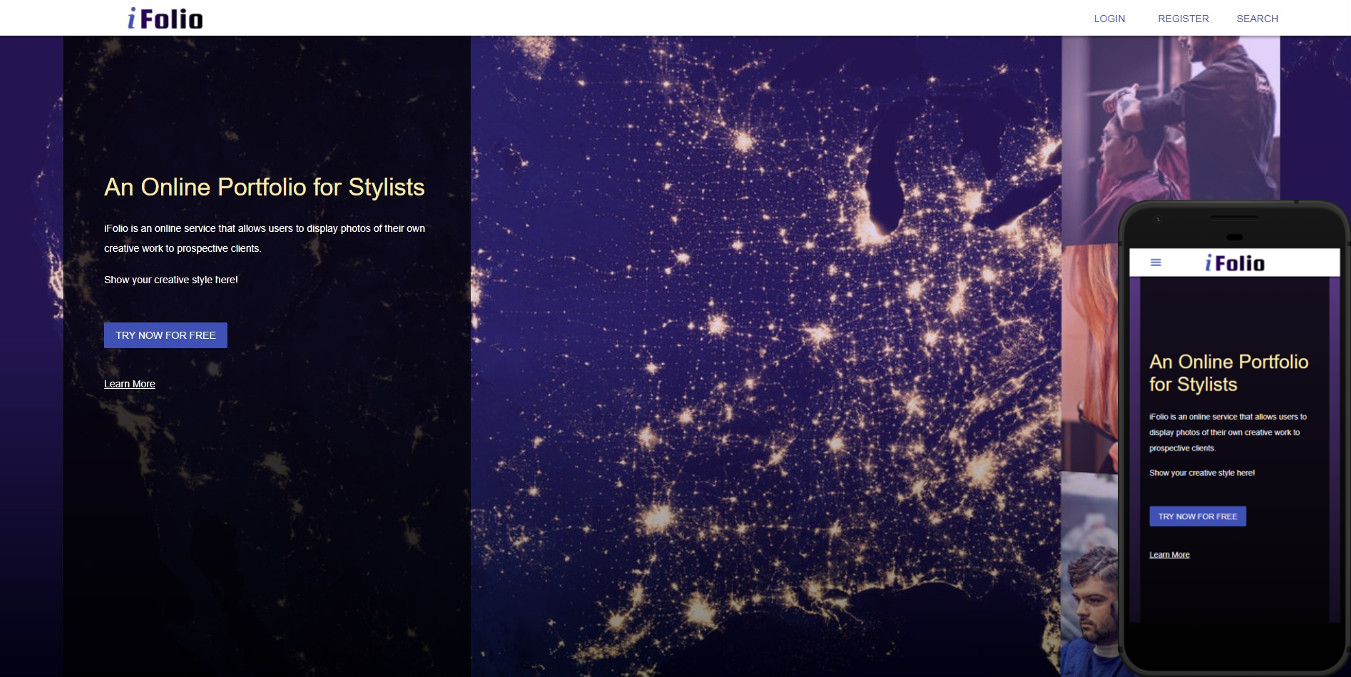 iFolio
LOGIN REGISTER SEARCH
An Online Portfolio for Stylists
iFolio is an online service that allows users to display photos of their own
creative work to prospective clients.
Show your creative style here!
TRY NOW FOR FREE
Learn More
iFolio
An Online Portfolio
for Stylists
iFolio is an online service that allows users to
display photos of their own creative work to
prospective clients.
Show your creative style here!
TRY NOW FOR FREE
Learn More